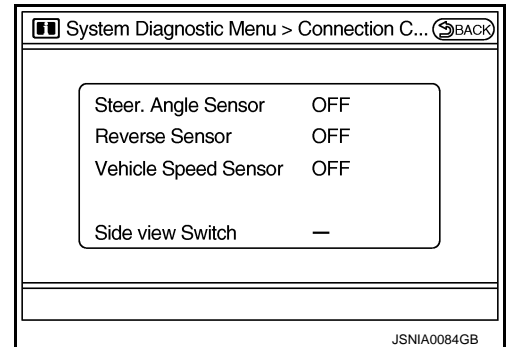 System Diagnostic Menu > Connection C... BACK
Steer. Angle Sensor OFF
Reverse Sensor OFF
Vehicle Speed Sensor OFF
Side view Switch —
JSNIA0084GB